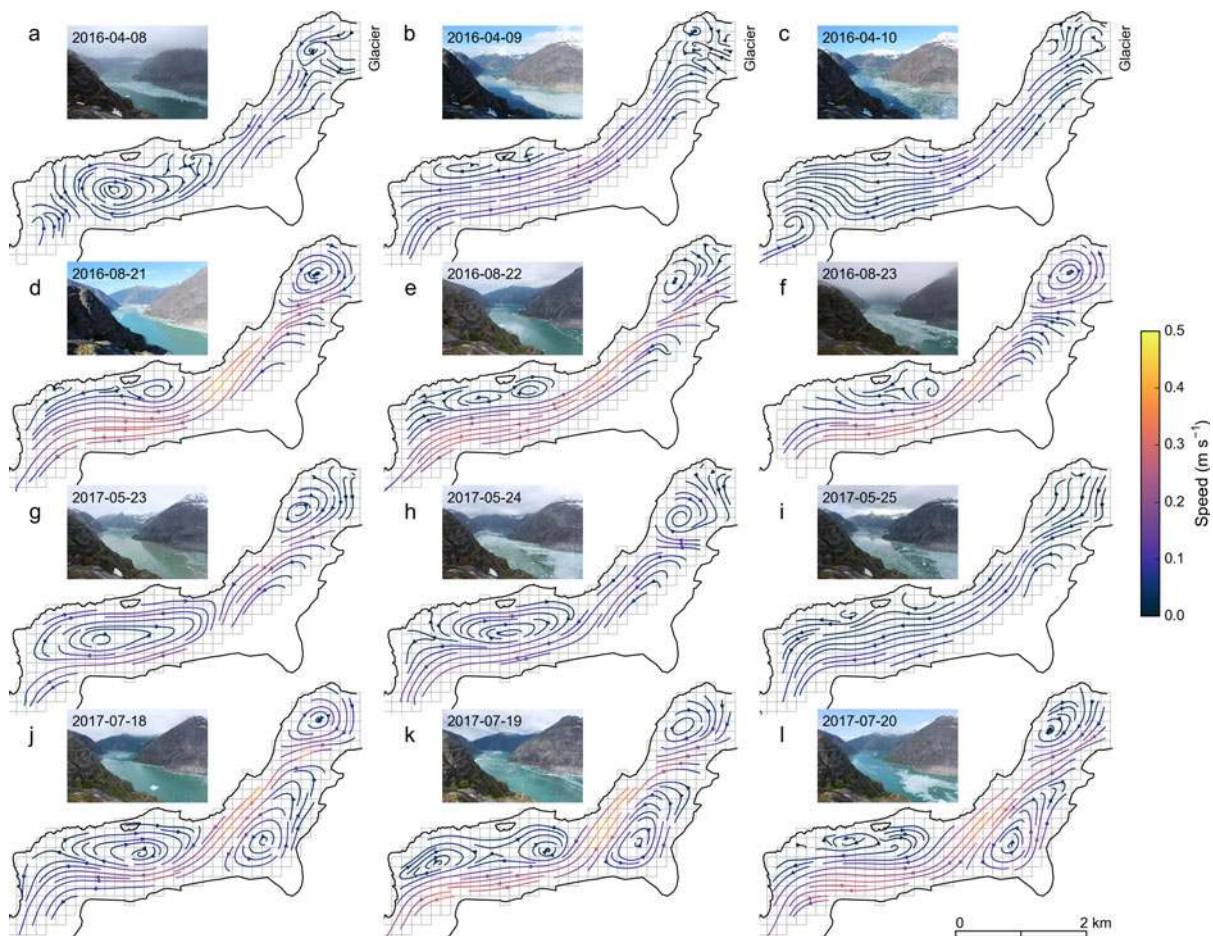 a 2016-04-08 Glacier
b 2016-04-09 Glacier
c 2016-04-10 Glacier
d 2016-08-21
e 2016-08-22
f 2016-08-23
g 2017-05-23
h 2017-05-24
i 2017-05-25
j 2017-07-18
k 2017-07-19
l 2017-07-20
0.5
0.4
0.3
0.2
0.1
0.0
Speed (m s⁻¹)
0 2 km